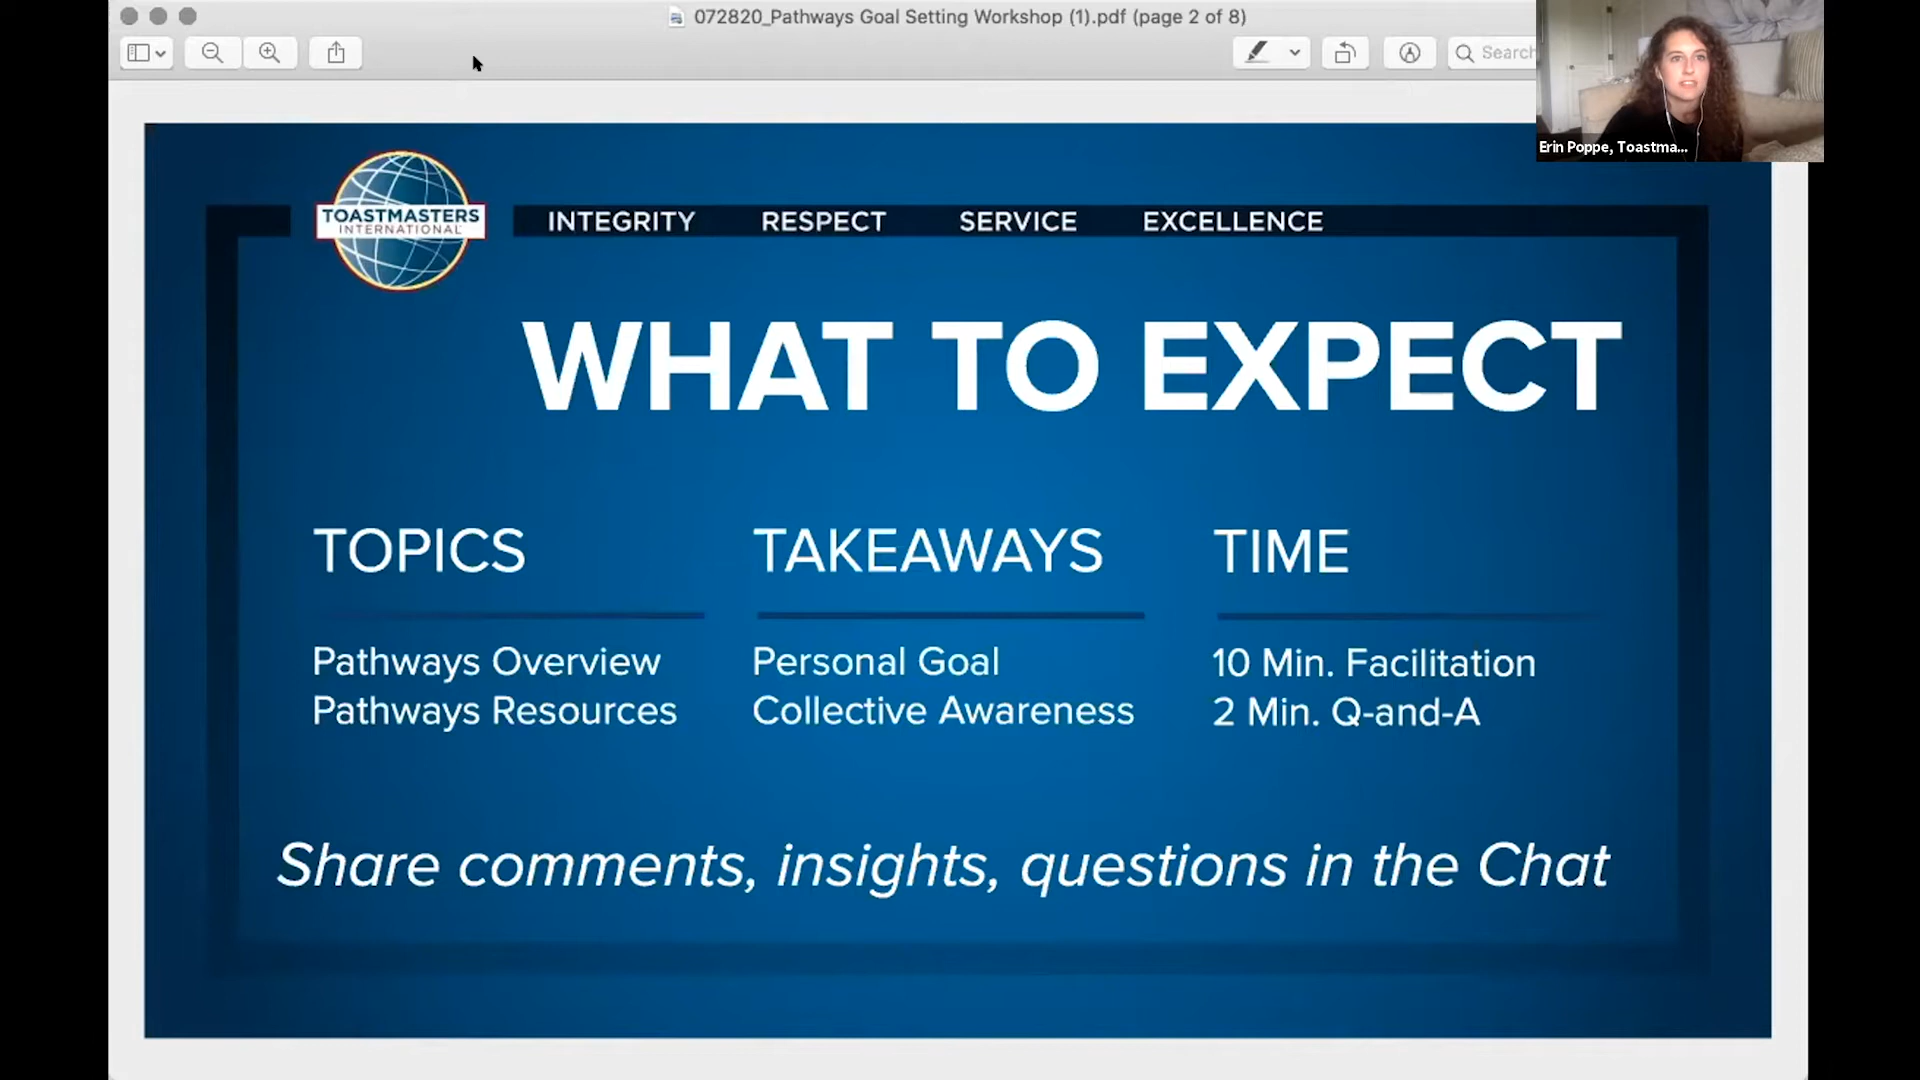 072820_Pathways Goal Setting Workshop (1).pdf (page 2 of 8)
Search
Erin Poppe, Toastma...
TOASTMASTERS
INTERNATIONAL
INTEGRITY RESPECT SERVICE EXCELLENCE
WHAT TO EXPECT
TOPICS
Pathways Overview
Pathways Resources
TAKEAWAYS
Personal Goal
Collective Awareness
TIME
10 Min. Facilitation
2 Min. Q-and-A
Share comments, insights, questions in the Chat